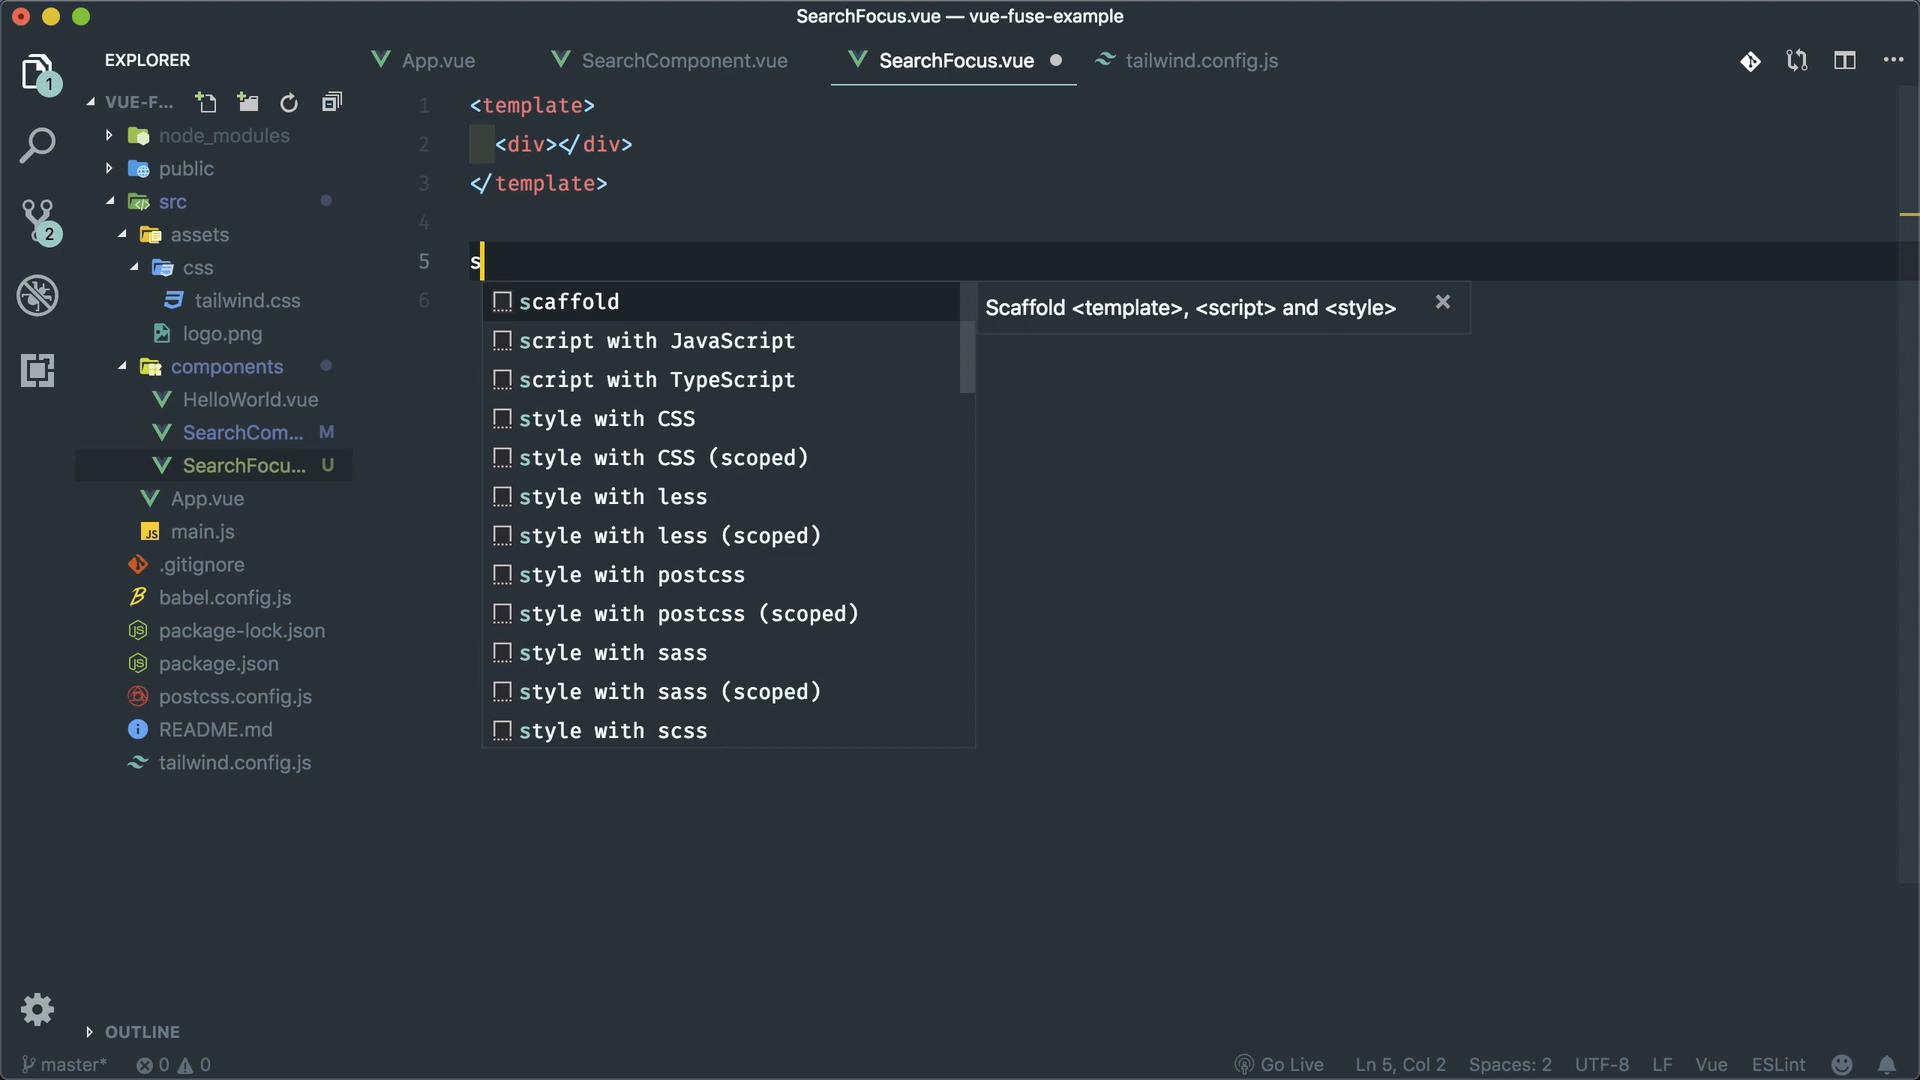 SearchFocus.vue — vue-fuse-example
1
EXPLORER
App.vue
SearchComponent.vue
SearchFocus.vue
tailwind.config.js
VUE-F...
node_modules
public
src
assets
css
tailwind.css
logo.png
components
HelloWorld.vue
SearchCom... M
SearchFocu... U
App.vue
JS main.js
.gitignore
babel.config.js
package-lock.json
package.json
postcss.config.js
README.md
tailwind.config.js
2
1 <template>
2 <div></div>
3 </template>
4
5 s
6
scaffold
script with JavaScript
script with TypeScript
style with CSS
style with CSS (scoped)
style with less
style with less (scoped)
style with postcss
style with postcss (scoped)
style with sass
style with sass (scoped)
style with scss
Scaffold <template>, <script> and <style>
OUTLINE
master* 0 0
Go Live Ln 5, Col 2 Spaces: 2 UTF-8 LF Vue ESLint